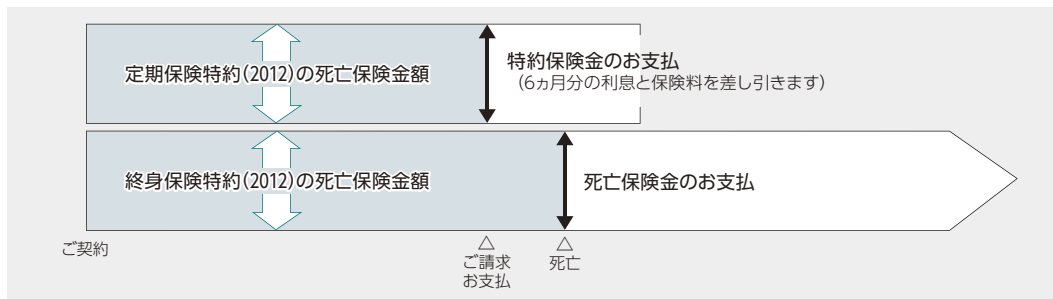 定期保険特約(2012)の死亡保険金額
特約保険金のお支払
(6ヵ月分の利息と保険料を差し引きます)
終身保険特約(2012)の死亡保険金額
死亡保険金のお支払
ご契約
△
ご請求
お支払
△
死亡